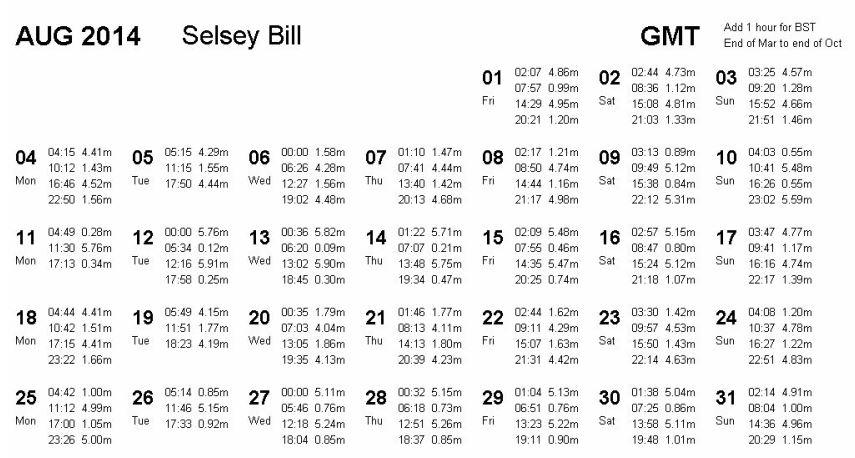 AUG 2014 Selsey Bill GMT Add 1 hour for BST
End of Mar to end of Oct
01 Fri
02:07 4.86m
07:57 0.99m
14:29 4.95m
20:21 1.20m
02 Sat
02:44 4.73m
08:36 1.12m
15:08 4.81m
21:03 1.33m
03 Sun
03:25 4.57m
09:20 1.28m
15:52 4.66m
21:51 1.46m
04 Mon
04:15 4.41m
10:12 1.43m
16:46 4.52m
22:50 1.56m
05 Tue
05:15 4.29m
11:15 1.55m
17:50 4.44m
06 Wed
00:00 1.58m
06:26 4.28m
12:27 1.56m
19:02 4.48m
07 Thu
01:10 1.47m
07:41 4.44m
13:40 1.42m
20:13 4.68m
08 Fri
02:17 1.21m
08:50 4.74m
14:44 1.16m
21:17 4.98m
09 Sat
03:13 0.89m
09:49 5.12m
15:38 0.84m
22:12 5.31m
10 Sun
04:03 0.55m
10:41 5.48m
16:26 0.55m
23:02 5.59m
11 Mon
04:49 0.28m
11:30 5.76m
17:13 0.34m
12 Tue
00:00 5.76m
05:34 0.12m
12:16 5.91m
17:58 0.25m
13 Wed
00:36 5.82m
06:20 0.09m
13:02 5.90m
18:45 0.30m
14 Thu
01:22 5.71m
07:07 0.21m
13:48 5.75m
19:34 0.47m
15 Fri
02:09 5.48m
07:55 0.46m
14:35 5.47m
20:25 0.74m
16 Sat
02:57 5.15m
08:47 0.80m
15:24 5.12m
21:18 1.07m
17 Sun
03:47 4.77m
09:41 1.17m
16:16 4.74m
22:17 1.39m
18 Mon
04:44 4.41m
10:42 1.51m
17:15 4.41m
23:22 1.66m
19 Tue
05:49 4.15m
11:51 1.77m
18:23 4.19m
20 Wed
00:35 1.79m
07:03 4.04m
13:05 1.86m
19:35 4.13m
21 Thu
01:46 1.77m
08:13 4.11m
14:13 1.80m
20:39 4.23m
22 Fri
02:44 1.62m
09:11 4.29m
15:07 1.63m
21:31 4.42m
23 Sat
03:30 1.42m
09:57 4.53m
15:50 1.43m
22:14 4.63m
24 Sun
04:08 1.20m
10:37 4.78m
16:27 1.22m
22:51 4.83m
25 Mon
04:42 1.00m
11:12 4.99m
17:00 1.05m
23:26 5.00m
26 Tue
05:14 0.85m
11:46 5.15m
17:33 0.92m
27 Wed
00:00 5.11m
05:46 0.76m
12:18 5.24m
18:04 0.85m
28 Thu
00:32 5.15m
06:18 0.73m
12:51 5.26m
18:37 0.85m
29 Fri
01:04 5.13m
06:51 0.76m
13:23 5.22m
19:11 0.90m
30 Sat
01:38 5.04m
07:25 0.86m
13:58 5.11m
19:48 1.01m
31 Sun
02:14 4.91m
08:04 1.00m
14:36 4.96m
20:29 1.15m